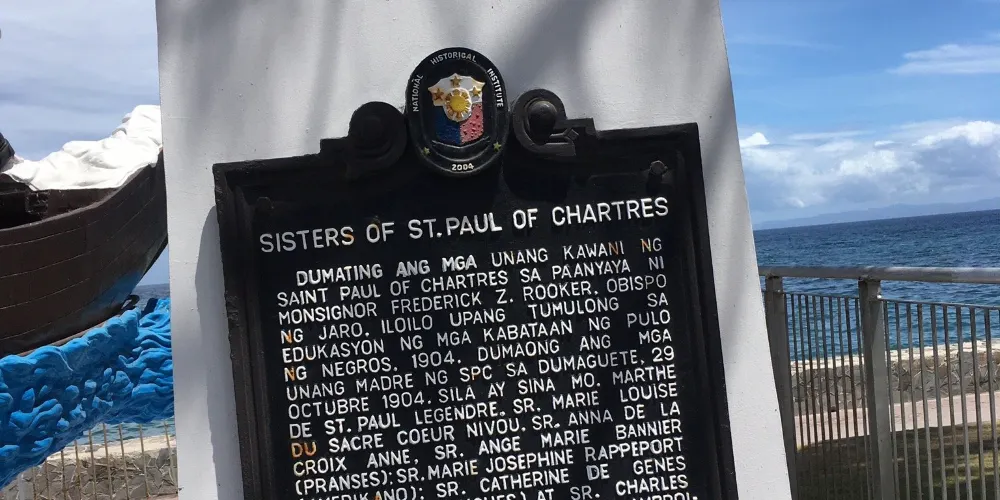 NATIONAL HISTORICAL INSTITUTE
2004
SISTERS OF ST. PAUL OF CHARTRES
DUMATING ANG MGA UNANG KAWANI NG
SAINT PAUL OF CHARTRES SA PAANYAYA NI
MONSIGNOR FREDERICK Z. ROOKER. OBISPO
NG JARO. ILOILO UPANG TUMULONG SA
EDUKASYON NG MGA KABATAAN NG PULO
NG NEGROS. 1904. DUMAONG ANG MGA
UNANG MADRE NG SPC SA DUMAGUETE, 29
OCTUBRE 1904. SILA AY SINA MO. MARTHE
DE ST. PAUL LEGENDRE. SR. MARIE LOUISE
DU SACRE COEUR NIVOU. SR. ANNA DE LA
CROIX ANNE, SR. ANGE MARIE BANNIER
(PRANSES); SR. MARIE JOSEPHINE RAPPEPORT
SR. CATHERINE DE GENES
AT SR. CHARLES